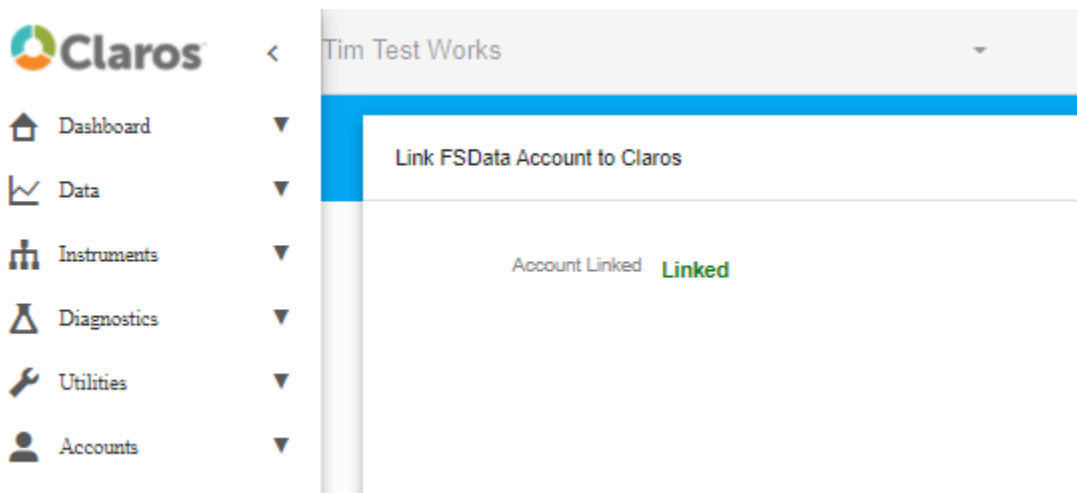 Claros
<
Tim Test Works
Dashboard
Link FSData Account to Claros
Data
Instruments
Account Linked Linked
Diagnostics
Utilities
Accounts